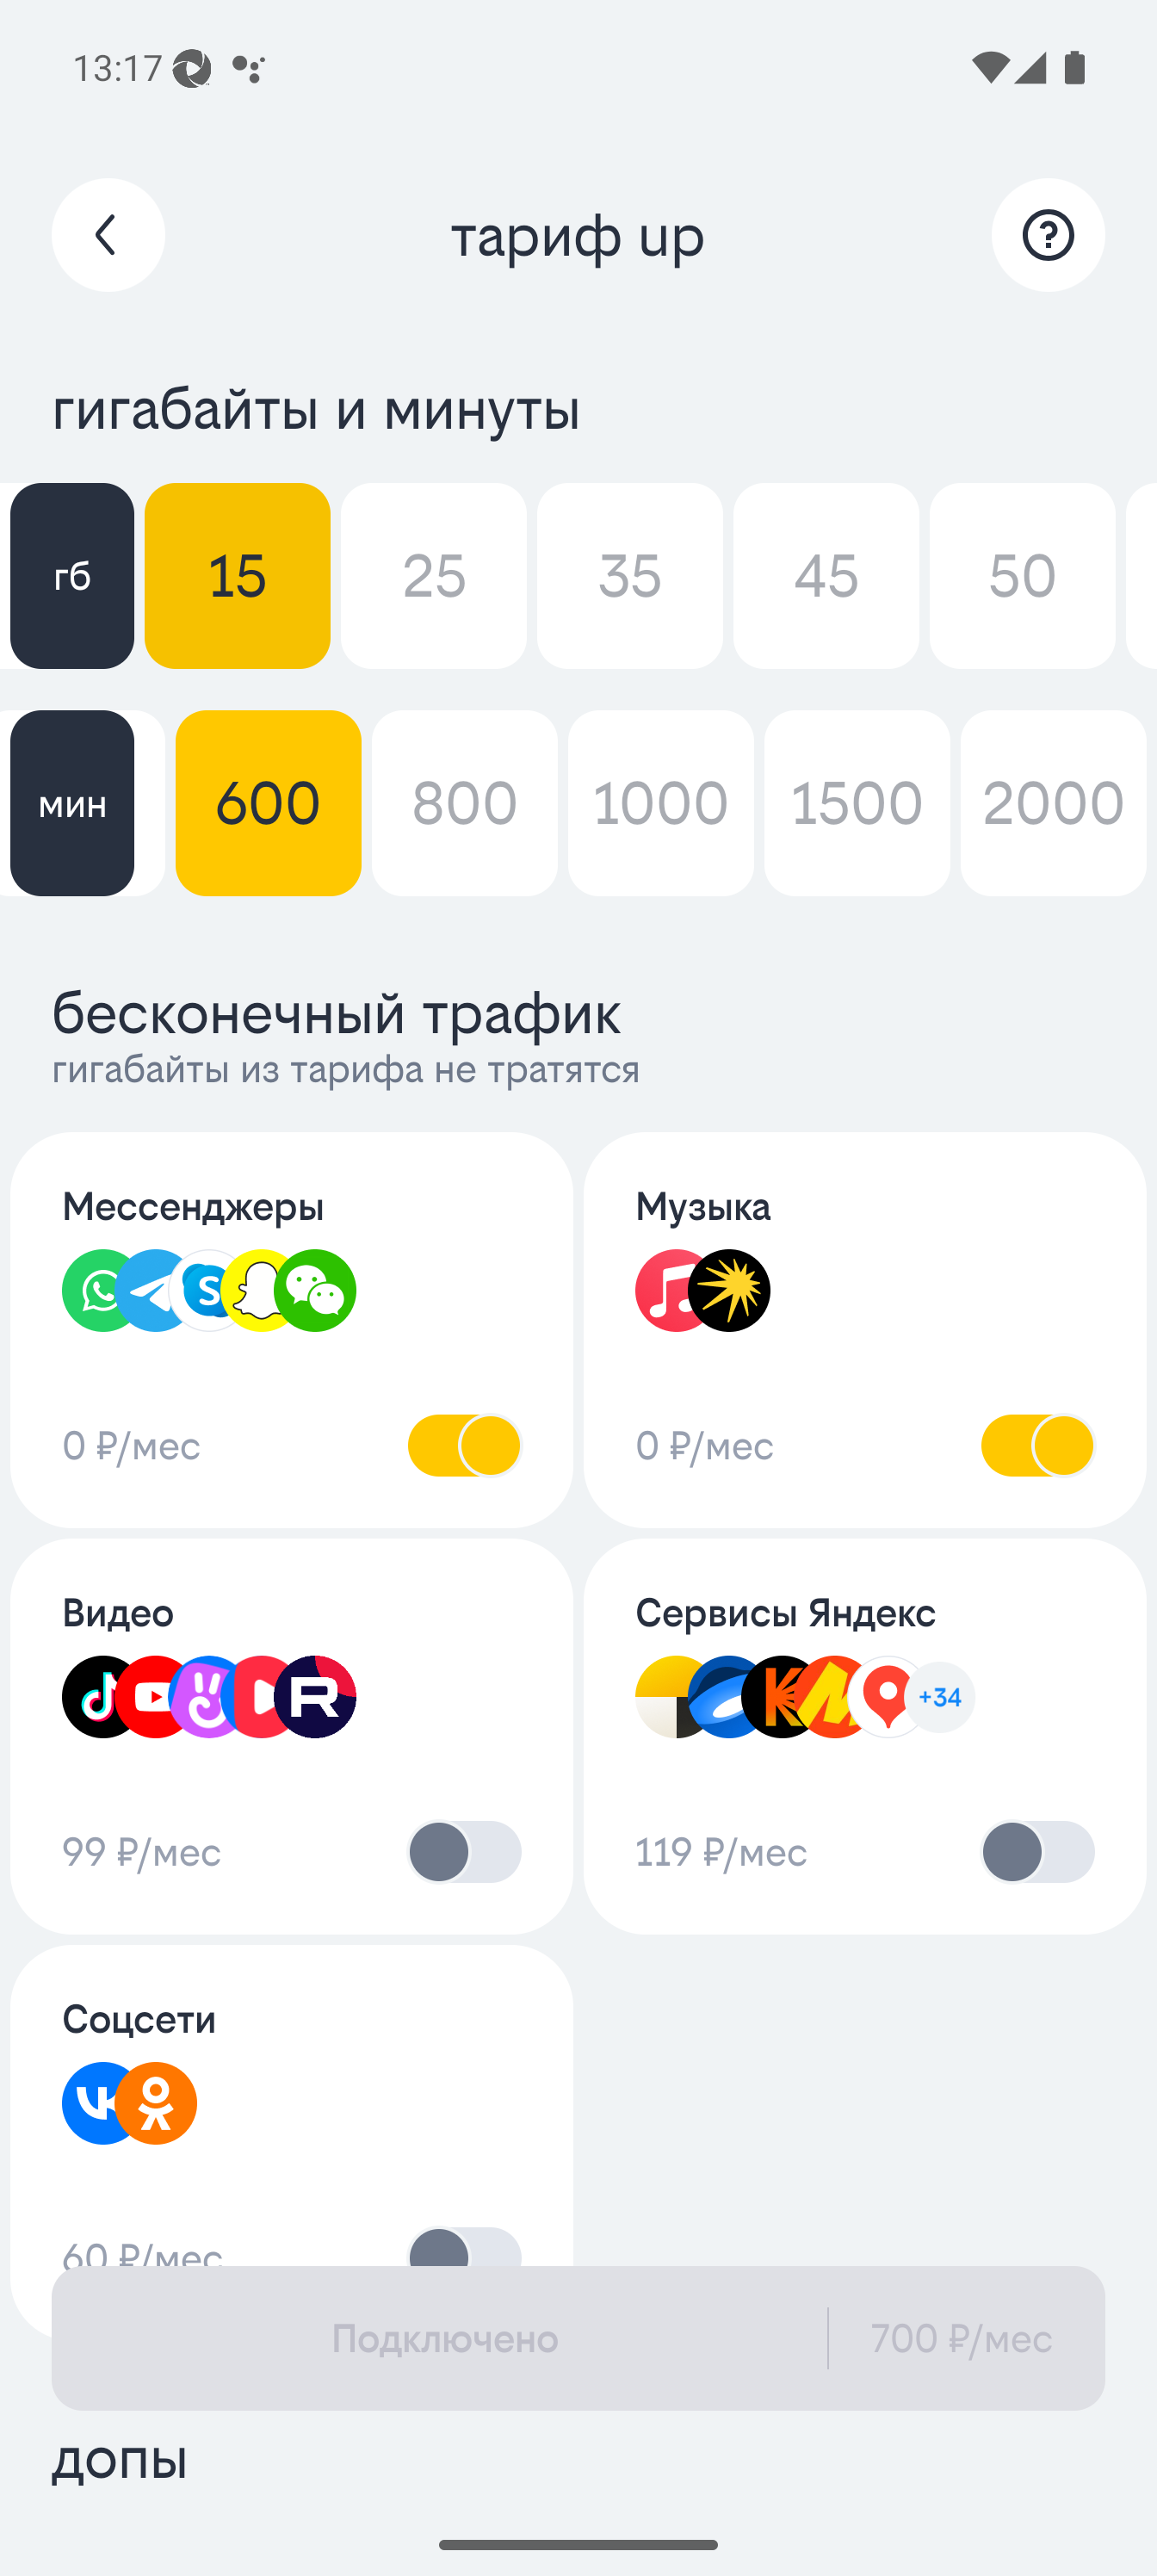 13:17
тариф up
гигабайты и минуты
гб 15 25 35 45 50
мин 600 800 1000 1500 2000
бесконечный трафик
гигабайты из тарифа не тратятся
Мессенджеры Музыка
0 ₽/мес 0 ₽/мес
Видео Сервисы Яндекс
+34
99 ₽/мес 119 ₽/мес
Соцсети
60 ₽/мес
Подключено 700 ₽/мес
допы